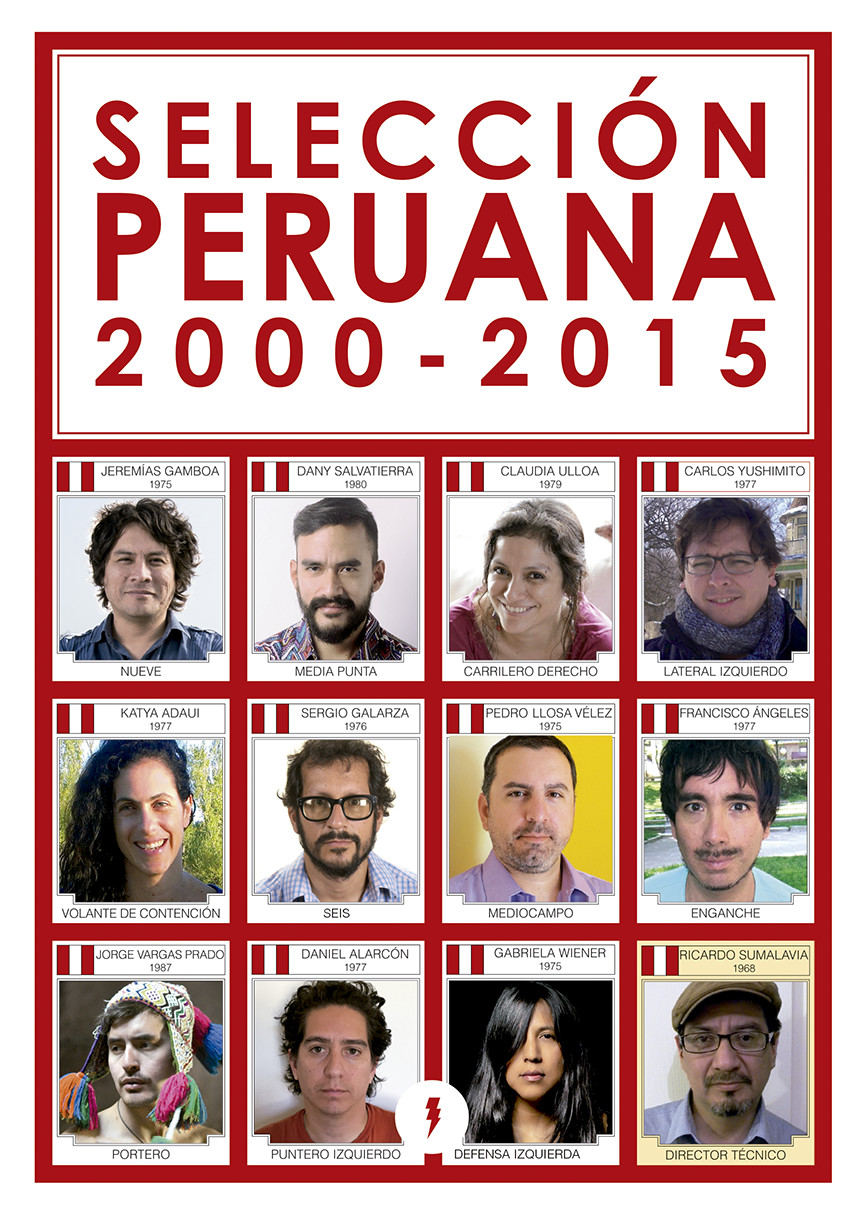 SELECCIÓN
PERUANA
2000-2015
JEREMÍAS GAMBOA
1975
NUEVE
DANY SALVATIERRA
1980
MEDIA PUNTA
CLAUDIA ULLOA
1979
CARRILERO DERECHO
CARLOS YUSHIMITO
1977
LATERAL IZQUIERDO
KATYA ADAUI
1977
VOLANTE DE CONTENCIÓN
SERGIO GALARZA
1976
SEIS
PEDRO LLOSA VÉLEZ
1975
MEDIOCAMPO
FRANCISCO ÁNGELES
1977
ENGANCHE
JORGE VARGAS PRADO
1987
PORTERO
DANIEL ALARCÓN
1977
PUNTERO IZQUIERDO
GABRIELA WIENER
1975
DEFENSA IZQUIERDA
RICARDO SUMALAVIA
1968
DIRECTOR TÉCNICO